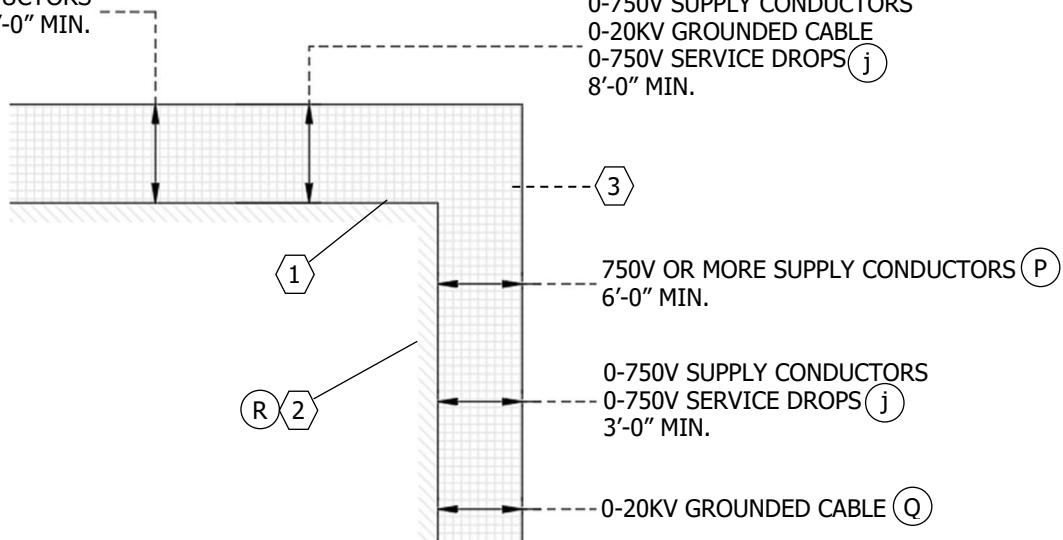 0-750V SUPPLY CONDUCTORS
0-20KV GROUNDED CABLE
0-750V SERVICE DROPS j
8'-0" MIN.
'-0" MIN.
3
1
750V OR MORE SUPPLY CONDUCTORS P
6'-0" MIN.
R 2
0-750V SUPPLY CONDUCTORS
0-750V SERVICE DROPS j
3'-0" MIN.
0-20KV GROUNDED CABLE Q